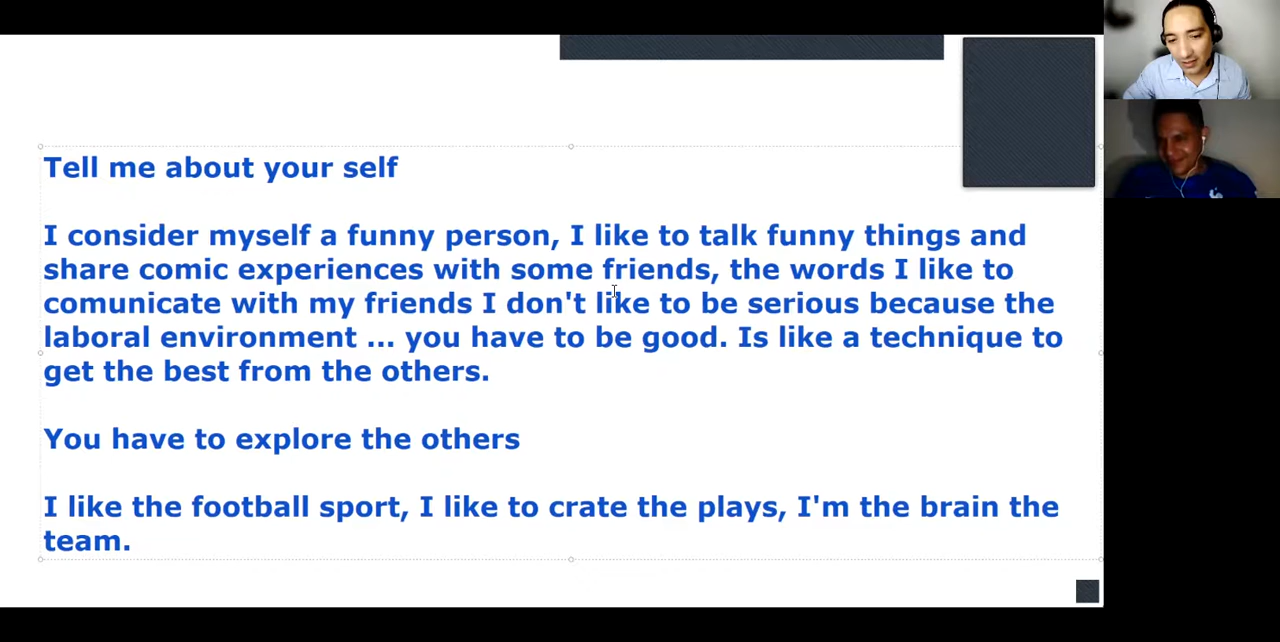 Tell me about your self
I consider myself a funny person, I like to talk funny things and
share comic experiences with some friends, the words I like to
comunicate with my friends I don't like to be serious because the
laboral environment ... you have to be good. Is like a technique to
get the best from the others.
You have to explore the others
I like the football sport, I like to crate the plays, I'm the brain the
team.